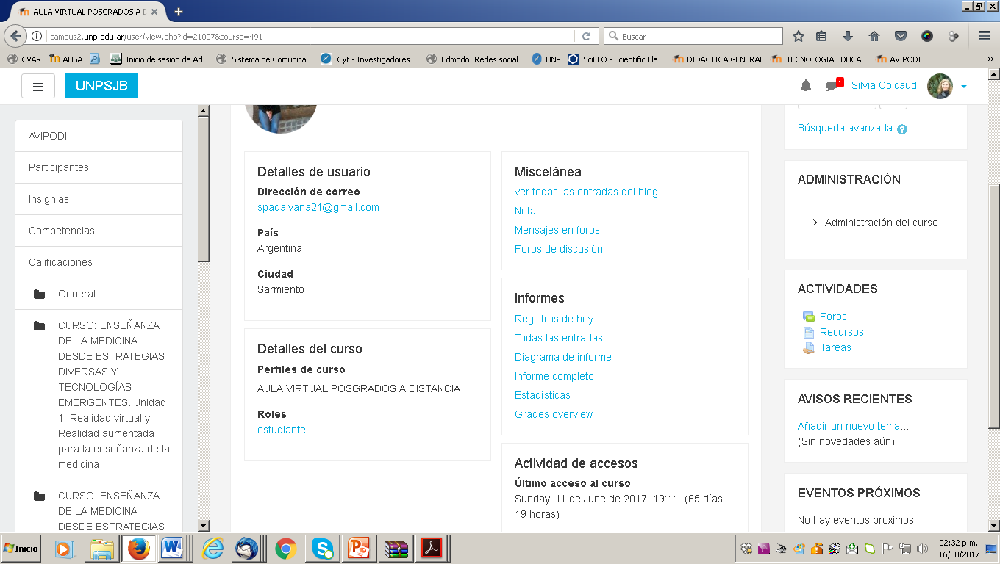 AULA VIRTUAL POSGRADOS A D
campus2.unp.edu.ar/user/view.php?id=21007&course=491
Buscar
CVAR
AUSA
Inicio de sesión de Ad...
Sistema de Comunica...
Cyt - Investigadores ...
Edmodo. Redes social...
UNP
SciELO - Scientific Ele...
DIDACTICA GENERAL
TECNOLOGIA EDUCA...
AVIPODI
UNPSJB
1
Silvia Coicaud
AVIPODI
Participantes
Insignias
Competencias
Calificaciones
General
CURSO: ENSEÑANZA
DE LA MEDICINA
DESDE ESTRATEGIAS
DIVERSAS Y
TECNOLOGÍAS
EMERGENTES. Unidad
1: Realidad virtual y
Realidad aumentada
para la enseñanza de la
medicina
CURSO: ENSEÑANZA
DE LA MEDICINA
DESDE ESTRATEGIAS
Detalles de usuario
Dirección de correo
spadaivana21@gmail.com
País
Argentina
Ciudad
Sarmiento
Detalles del curso
Perfiles de curso
AULA VIRTUAL POSGRADOS A DISTANCIA
Roles
estudiante
Miscelánea
ver todas las entradas del blog
Notas
Mensajes en foros
Foros de discusión
Informes
Registros de hoy
Todas las entradas
Diagrama de informe
Informe completo
Estadísticas
Grades overview
Actividad de accesos
Último acceso al curso
Sunday, 11 de June de 2017, 19:11 (65 días
19 horas)
Búsqueda avanzada
ADMINISTRACIÓN
Administración del curso
ACTIVIDADES
Foros
Recursos
Tareas
AVISOS RECIENTES
Añadir un nuevo tema...
(Sin novedades aún)
EVENTOS PRÓXIMOS
No hay eventos próximos
Inicio
02:32 p.m.
16/08/2017